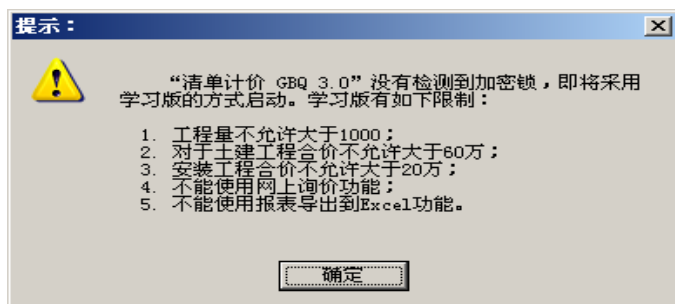 提示：
“清单计价 GBQ 3.0”没有检测到加密锁，即将采用
学习版的方式启动。学习版有如下限制：
1. 工程量不允许大于1000；
2. 对于土建工程合价不允许大于60万；
3. 安装工程合价不允许大于20万；
4. 不能使用网上询价功能；
5. 不能使用报表导出到Excel功能。
确定